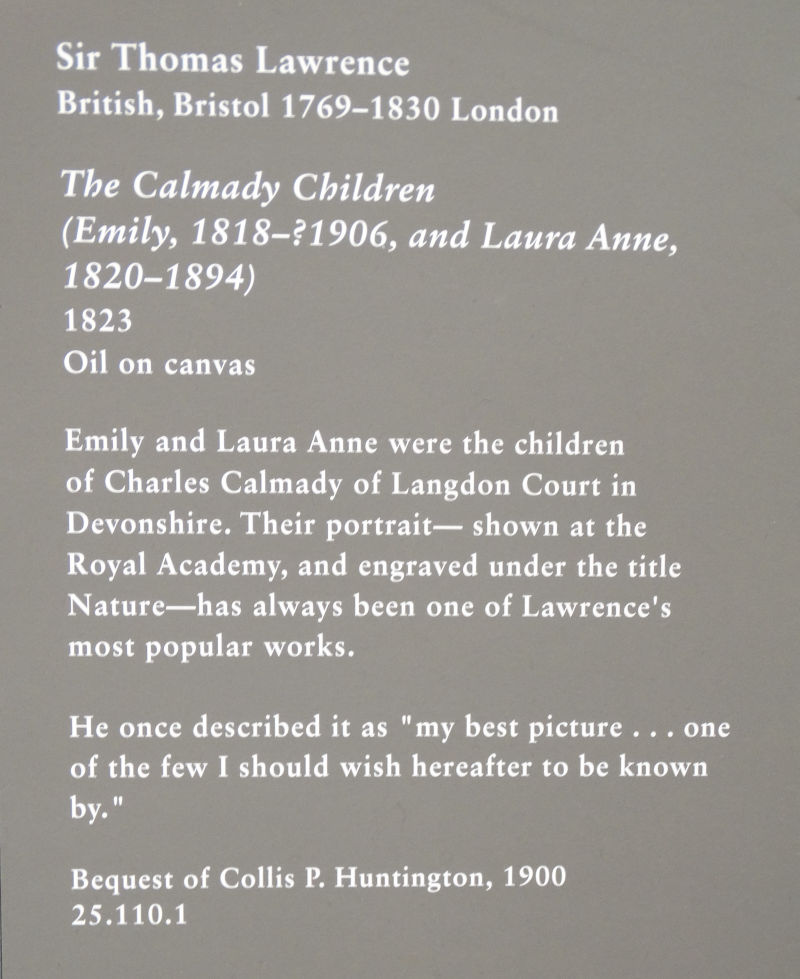 Sir Thomas Lawrence
British, Bristol 1769–1830 London
The Calmady Children
(Emily, 1818–?1906, and Laura Anne,
1820–1894)
1823
Oil on canvas
Emily and Laura Anne were the children
of Charles Calmady of Langdon Court in
Devonshire. Their portrait— shown at the
Royal Academy, and engraved under the title
Nature—has always been one of Lawrence's
most popular works.
He once described it as "my best picture . . . one
of the few I should wish hereafter to be known
by."
Bequest of Collis P. Huntington, 1900
25.110.1